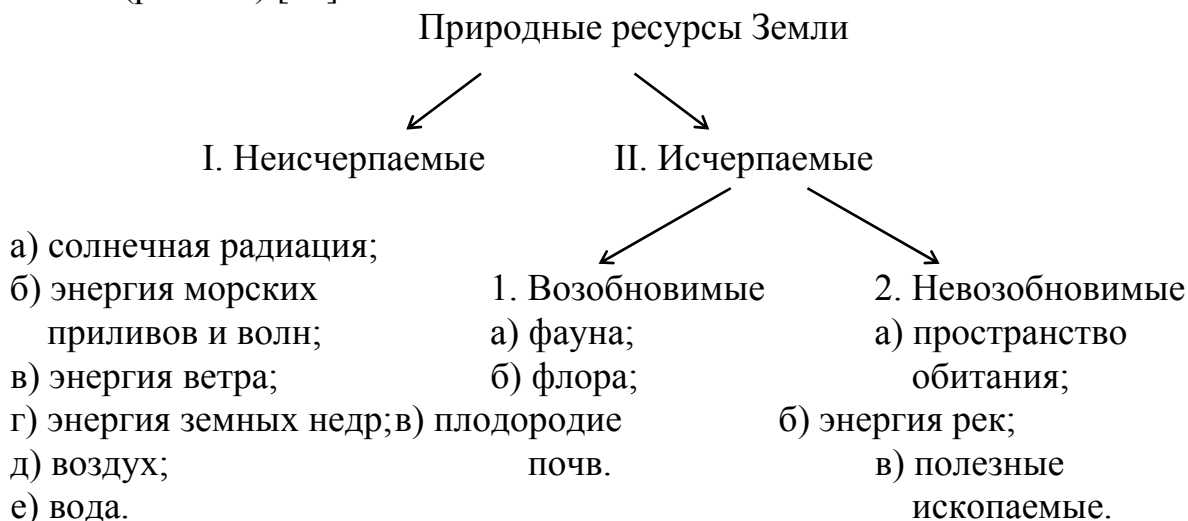 Природные ресурсы Земли
I. Неисчерпаемые II. Исчерпаемые
а) солнечная радиация;
б) энергия морских 1. Возобновимые 2. Невозобновимые
приливов и волн; а) фауна; а) пространство
в) энергия ветра; б) флора; обитания;
г) энергия земных недр;в) плодородие б) энергия рек;
д) воздух; почв. в) полезные
е) вода. ископаемые.